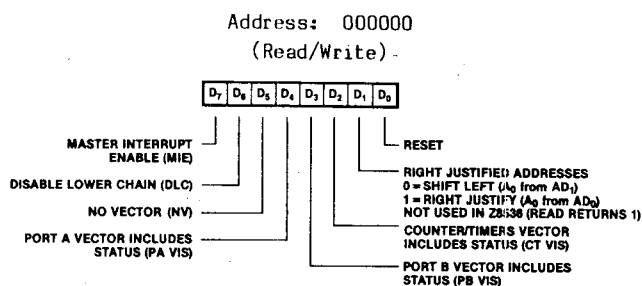 Address: 000000
(Read/Write)
D7 D6 D5 D4 D3 D2 D1 D0
MASTER INTERRUPT
ENABLE (MIE)
DISABLE LOWER CHAIN (DLC)
NO VECTOR (NV)
PORT A VECTOR INCLUDES
STATUS (PA VIS)
RESET
RIGHT JUSTIFIED ADDRESSES
0 = SHIFT LEFT (A0 from AD1)
1 = RIGHT JUSTIFY (A0 from AD0)
NOT USED IN Z8536 (READ RETURNS 1)
COUNTER/TIMERS VECTOR
INCLUDES STATUS (CT VIS)
PORT B VECTOR INCLUDES
STATUS (PB VIS)